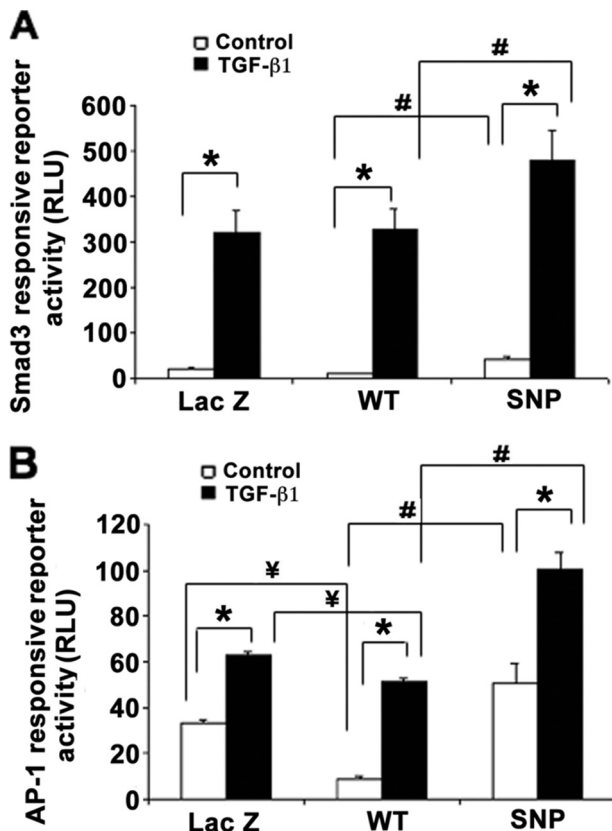 A
Control
TGF-β1
#
#
*
*
*
Smad3 responsive reporter
activity (RLU)
600
500
400
300
200
100
0
Lac Z WT SNP
B
Control
TGF-β1
#
#
*
¥
¥
*
*
AP-1 responsive reporter
activity (RLU)
120
100
80
60
40
20
0
Lac Z WT SNP